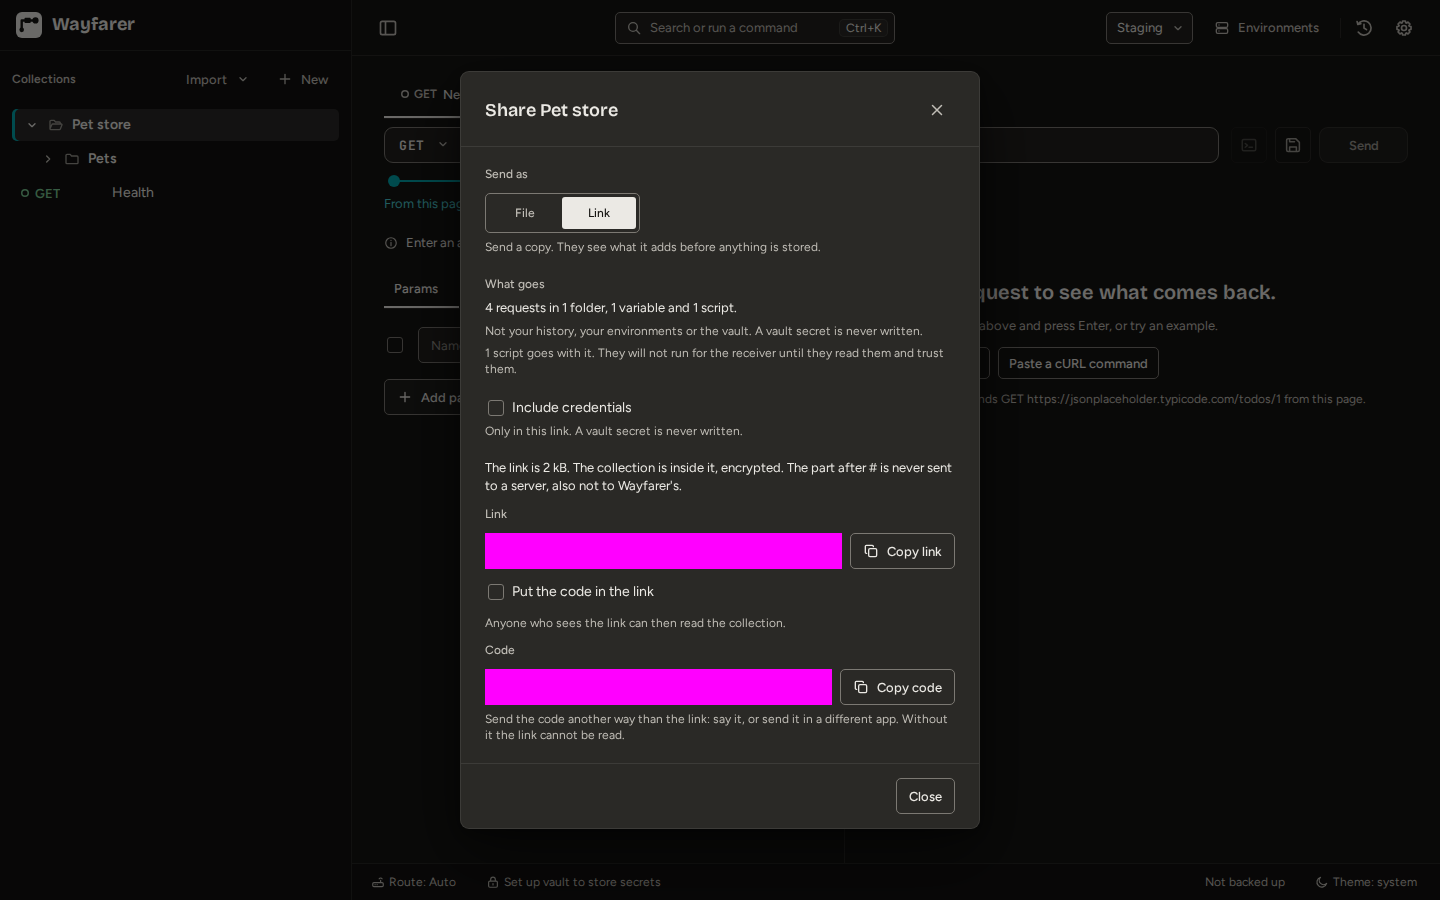 Wayfarer
Search or run a command
Ctrl+K
Staging
Environments
Collections
Import
New
Pet store
Pets
GET
Health
GET
GET
From this
Enter an
Params
Add
Share Pet store
Send as
File
Link
Send a copy. They see what it adds before anything is stored.
What goes
4 requests in 1 folder, 1 variable and 1 script.
Not your history, your environments or the vault. A vault secret is never written.
1 script goes with it. They will not run for the receiver until they read them and trust
them.
Include credentials
Only in this link. A vault secret is never written.
The link is 2 kB. The collection is inside it, encrypted. The part after # is never sent
to a server, also not to Wayfarer's.
Link
Copy link
Put the code in the link
Anyone who sees the link can then read the collection.
Code
Copy code
Send the code another way than the link: say it, or send it in a different app. Without
it the link cannot be read.
Close
Send
to see what comes back.
above and press Enter, or try an example.
Paste a cURL command
GET https://jsonplaceholder.typicode.com/todos/1 from this page.
Route: Auto
Set up vault to store secrets
Not backed up
Theme: system